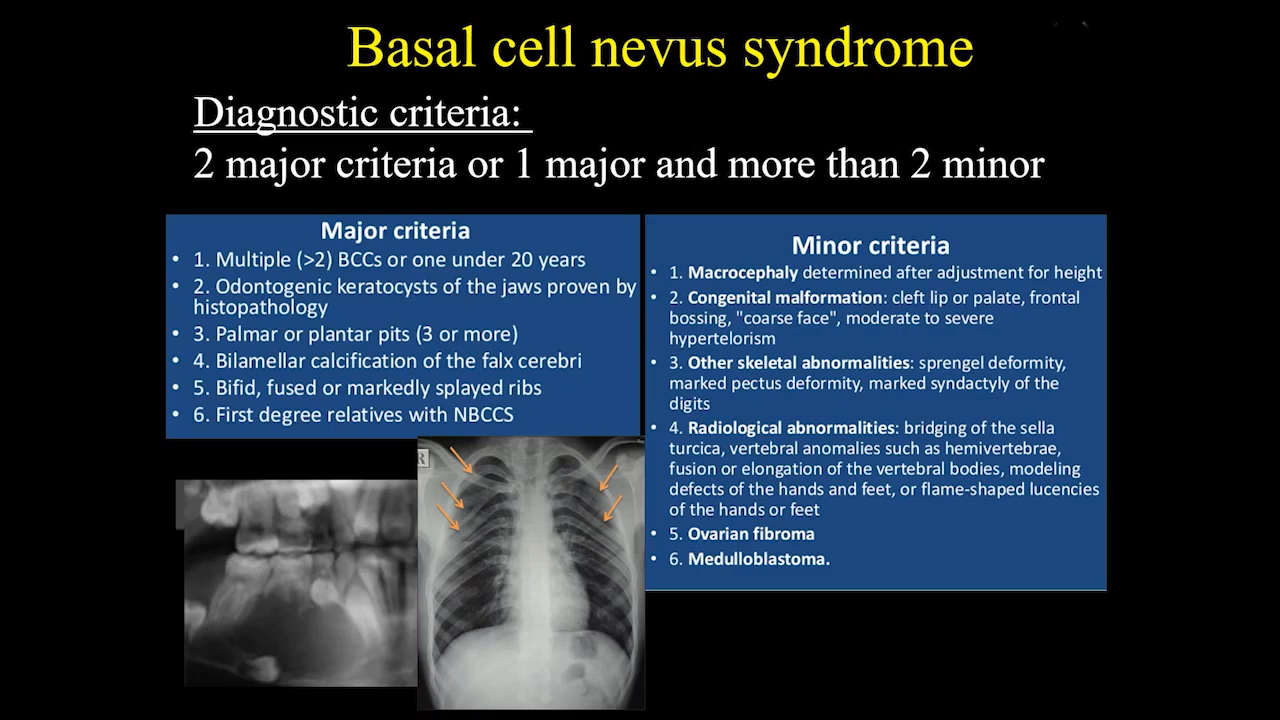 Basal cell nevus syndrome
Diagnostic criteria:
2 major criteria or 1 major and more than 2 minor
Major criteria
• 1. Multiple (>2) BCCs or one under 20 years
• 2. Odontogenic keratocysts of the jaws proven by
histopathology
• 3. Palmar or plantar pits (3 or more)
• 4. Bilamellar calcification of the falx cerebri
• 5. Bifid, fused or markedly splayed ribs
• 6. First degree relatives with NBCCS
Minor criteria
• 1. Macrocephaly determined after adjustment for height
• 2. Congenital malformation: cleft lip or palate, frontal
bossing, "coarse face", moderate to severe
hypertelorism
• 3. Other skeletal abnormalities: sprengel deformity,
marked pectus deformity, marked syndactyly of the
digits
• 4. Radiological abnormalities: bridging of the sella
turcica, vertebral anomalies such as hemivertebrae,
fusion or elongation of the vertebral bodies, modeling
defects of the hands and feet, or flame-shaped lucencies
of the hands or feet
• 5. Ovarian fibroma
• 6. Medulloblastoma.
R